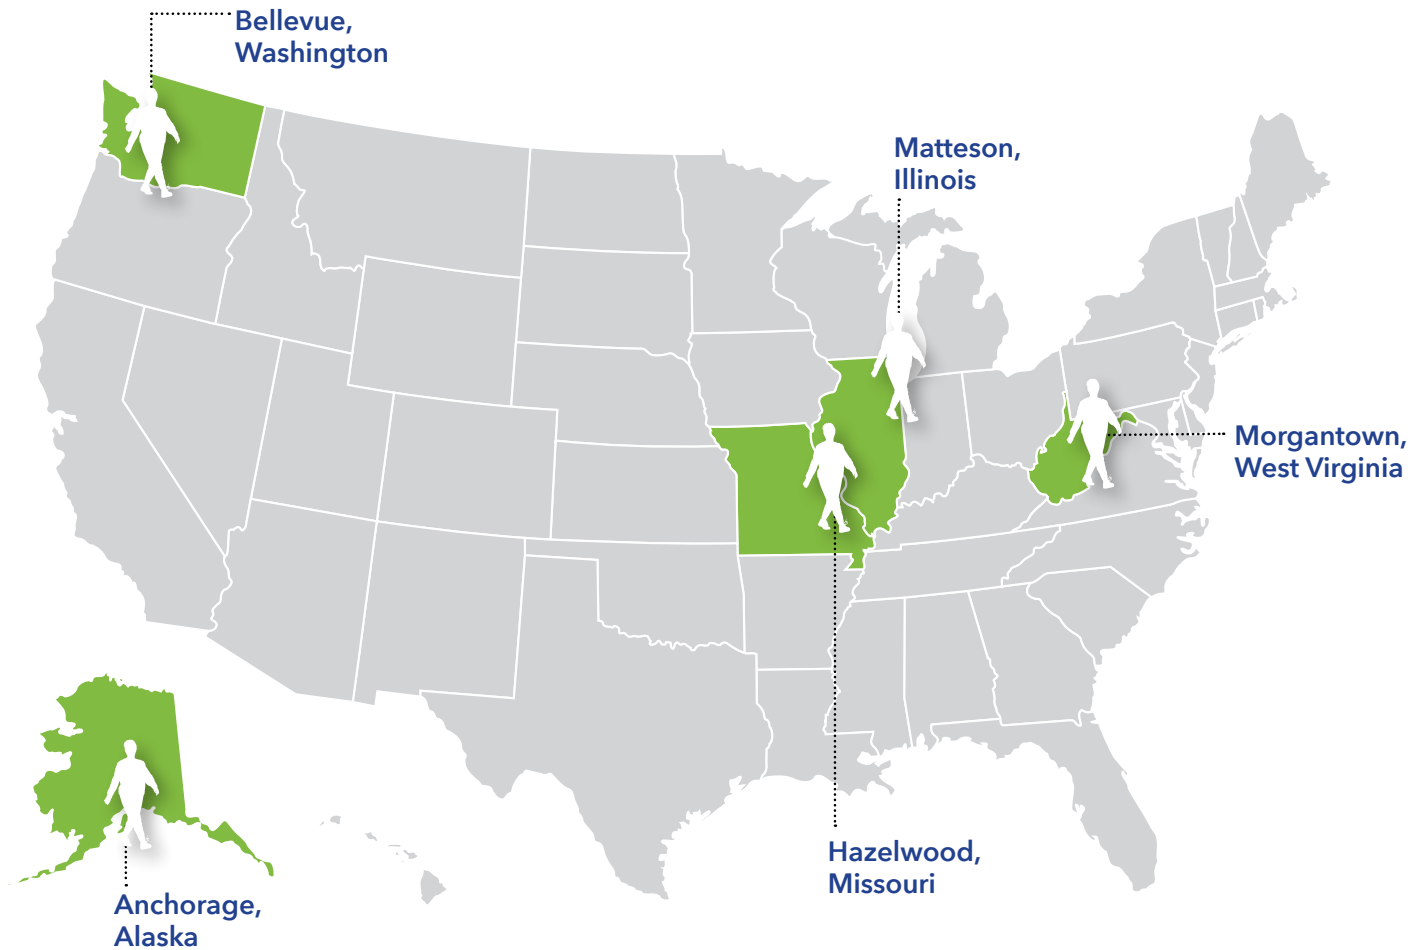 Bellevue,
Washington
Matteson,
Illinois
Morgantown,
West Virginia
Hazelwood,
Missouri
Anchorage,
Alaska